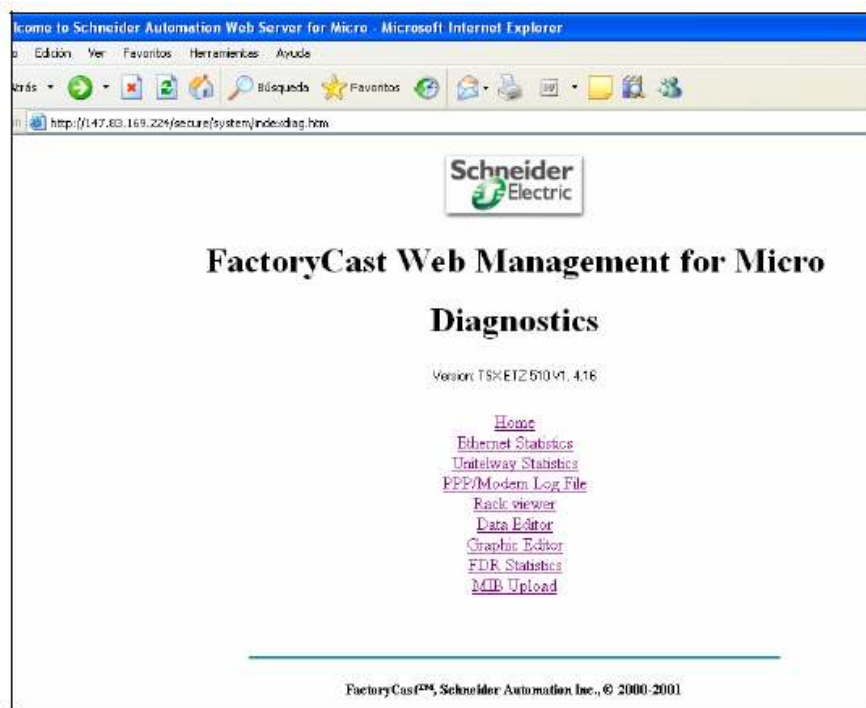 lcome to Schneider Automation Web Server for Micro - Microsoft Internet Explorer
Edición Ver Favoritos Herramientas Ayuda
Atrás Búsqueda Favoritos
http://147.83.169.224/secure/system/indexdiag.htm
Schneider
Electric
FactoryCast Web Management for Micro
Diagnostics
Version: TSX ETZ 510 V1. 4.16
Home
Ethernet Statistics
Unitelway Statistics
PPP/Modem Log File
Rack viewer
Data Editor
Graphic Editor
FDR Statistics
MIB Upload
FactoryCast™, Schneider Automation Inc., © 2000-2001